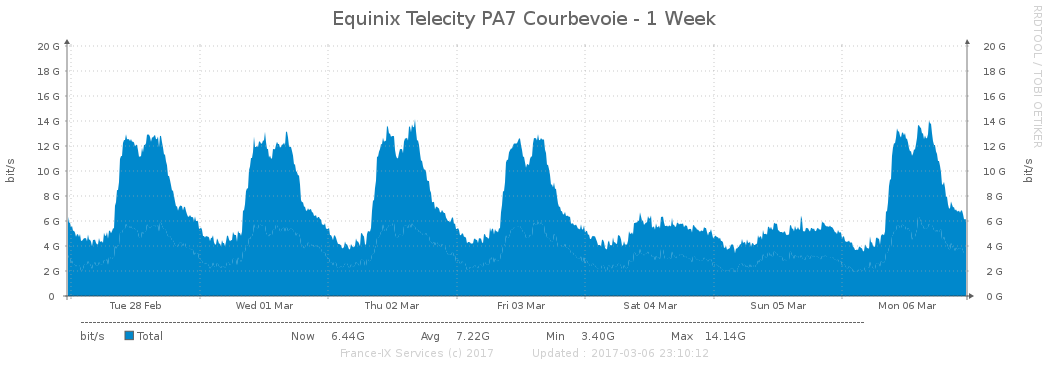 Equinix Telecity PA7 Courbevoie - 1 Week
RRDTOOL / TOBI OETIKER
bit/s
20 G
18 G
16 G
14 G
12 G
10 G
8 G
6 G
4 G
2 G
0
20 G
18 G
16 G
14 G
12 G
10 G
8 G
6 G
4 G
2 G
0 G
bit/s
Tue 28 Feb Wed 01 Mar Thu 02 Mar Fri 03 Mar Sat 04 Mar Sun 05 Mar Mon 06 Mar
bit/s Total Now 6.44G Avg 7.22G Min 3.40G Max 14.14G
France-IX Services (c) 2017 Updated : 2017-03-06 23:10:12